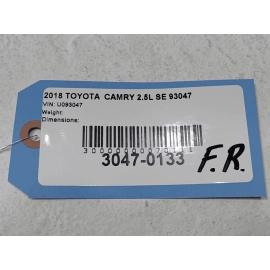 2018 TOYOTA CAMRY 2.5L SE 93047
VIN: U093047
Weight:
Dimensions:
3047-0133
F.R.